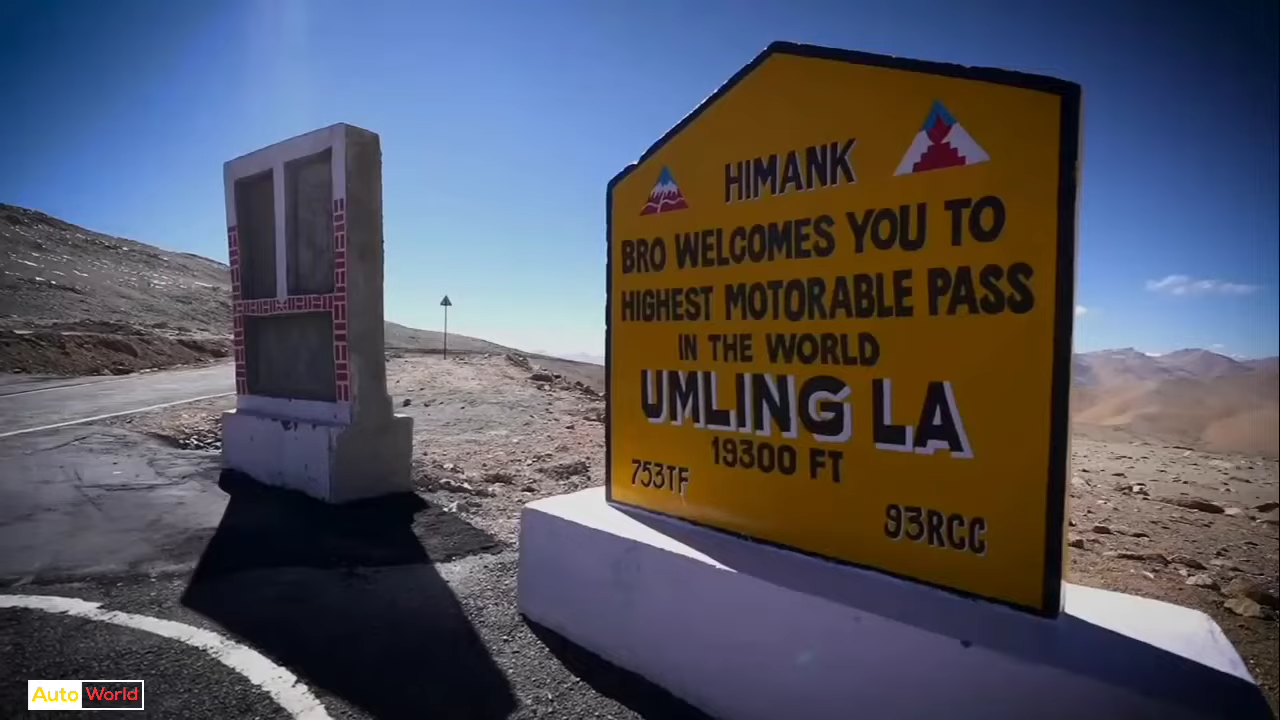 HIMANK
BRO WELCOMES YOU TO
HIGHEST MOTORABLE PASS
IN THE WORLD
UMLING LA
19300 FT
753TF
93RCC
Auto World